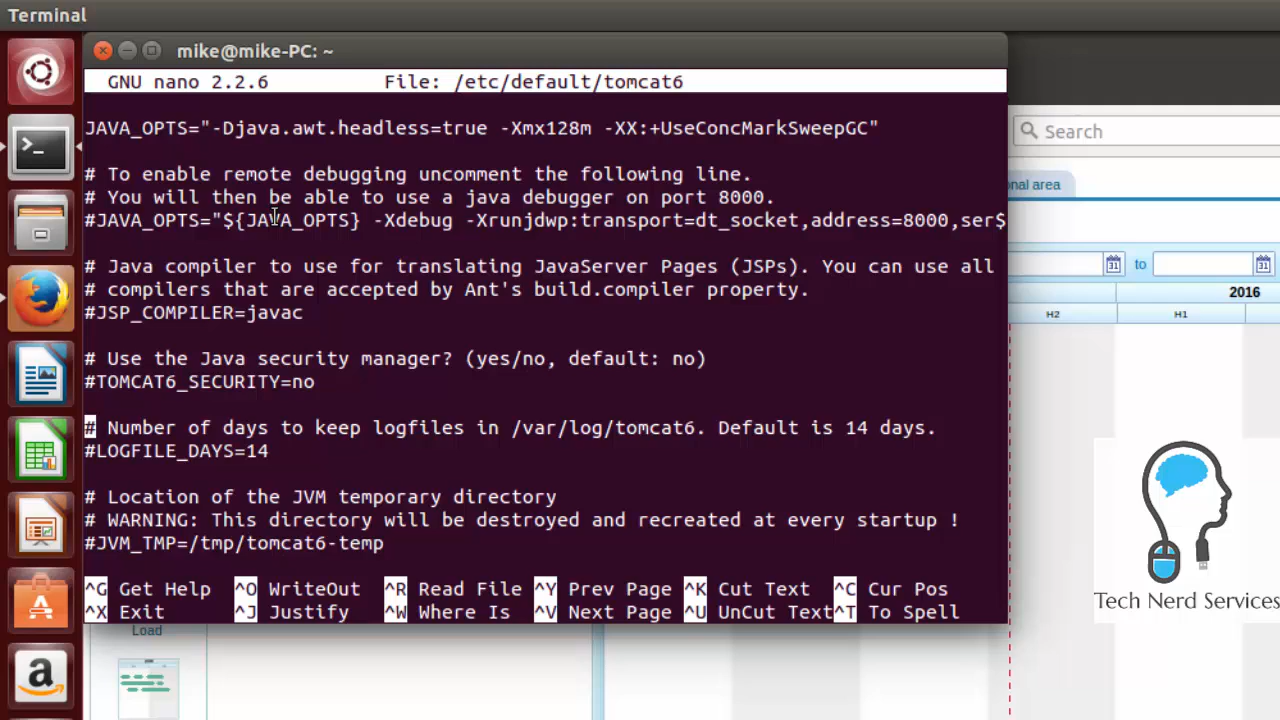 Terminal
mike@mike-PC: ~
GNU nano 2.2.6 File: /etc/default/tomcat6
JAVA_OPTS="-Djava.awt.headless=true -Xmx128m -XX:+UseConcMarkSweepGC"
# To enable remote debugging uncomment the following line.
# You will then be able to use a java debugger on port 8000.
#JAVA_OPTS="${JAVA_OPTS} -Xdebug -Xrunjdwp:transport=dt_socket,address=8000,ser$
# Java compiler to use for translating JavaServer Pages (JSPs). You can use all
# compilers that are accepted by Ant's build.compiler property.
#JSP_COMPILER=javac
# Use the Java security manager? (yes/no, default: no)
#TOMCAT6_SECURITY=no
# Number of days to keep logfiles in /var/log/tomcat6. Default is 14 days.
#LOGFILE_DAYS=14
# Location of the JVM temporary directory
# WARNING: This directory will be destroyed and recreated at every startup !
#JVM_TMP=/tmp/tomcat6-temp
^G Get Help ^O WriteOut ^R Read File ^Y Prev Page ^K Cut Text ^C Cur Pos
^X Exit ^J Justify ^W Where Is ^V Next Page ^U UnCut Text ^T To Spell
Load
Search
nal area
31 to 31
2016
H2 H1
Tech Nerd Services